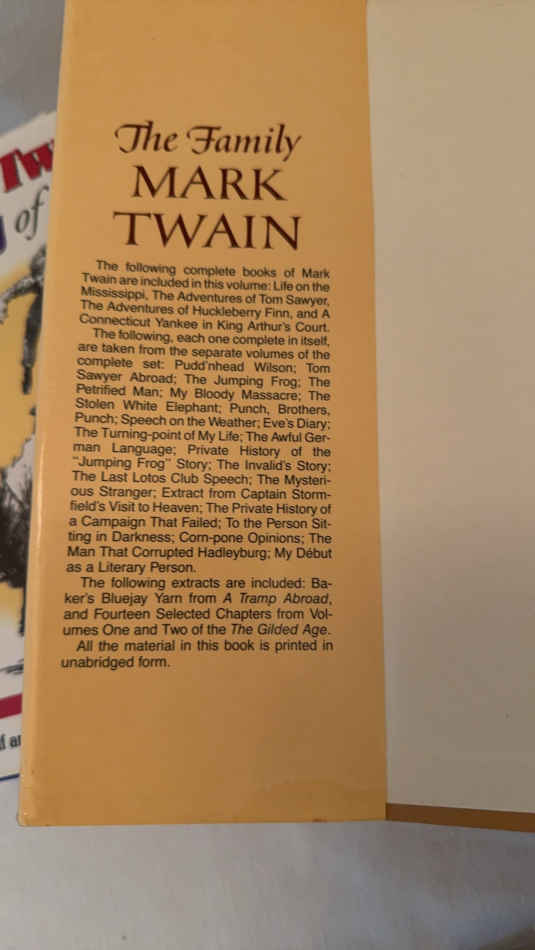 The Family
MARK
TWAIN
The following complete books of Mark
Twain are included in this volume: Life on the
Mississippi, The Adventures of Tom Sawyer,
The Adventures of Huckleberry Finn, and A
Connecticut Yankee in King Arthur's Court.
The following, each one complete in itself,
are taken from the separate volumes of the
complete set: Pudd'nhead Wilson; Tom
Sawyer Abroad; The Jumping Frog; The
Petrified Man; My Bloody Massacre; The
Stolen White Elephant; Punch, Brothers,
Punch; Speech on the Weather; Eve's Diary;
The Turning-point of My Life; The Awful Ger-
man Language; Private History of the
"Jumping Frog" Story; The Invalid's Story;
The Last Lotos Club Speech; The Mysteri-
ous Stranger; Extract from Captain Storm-
field's Visit to Heaven; The Private History of
a Campaign That Failed; To the Person Sit-
ting in Darkness; Corn-pone Opinions; The
Man That Corrupted Hadleyburg; My Début
as a Literary Person.
The following extracts are included: Ba-
ker's Bluejay Yarn from A Tramp Abroad,
and Fourteen Selected Chapters from Vol-
umes One and Two of the The Gilded Age.
All the material in this book is printed in
unabridged form.
Tw
of